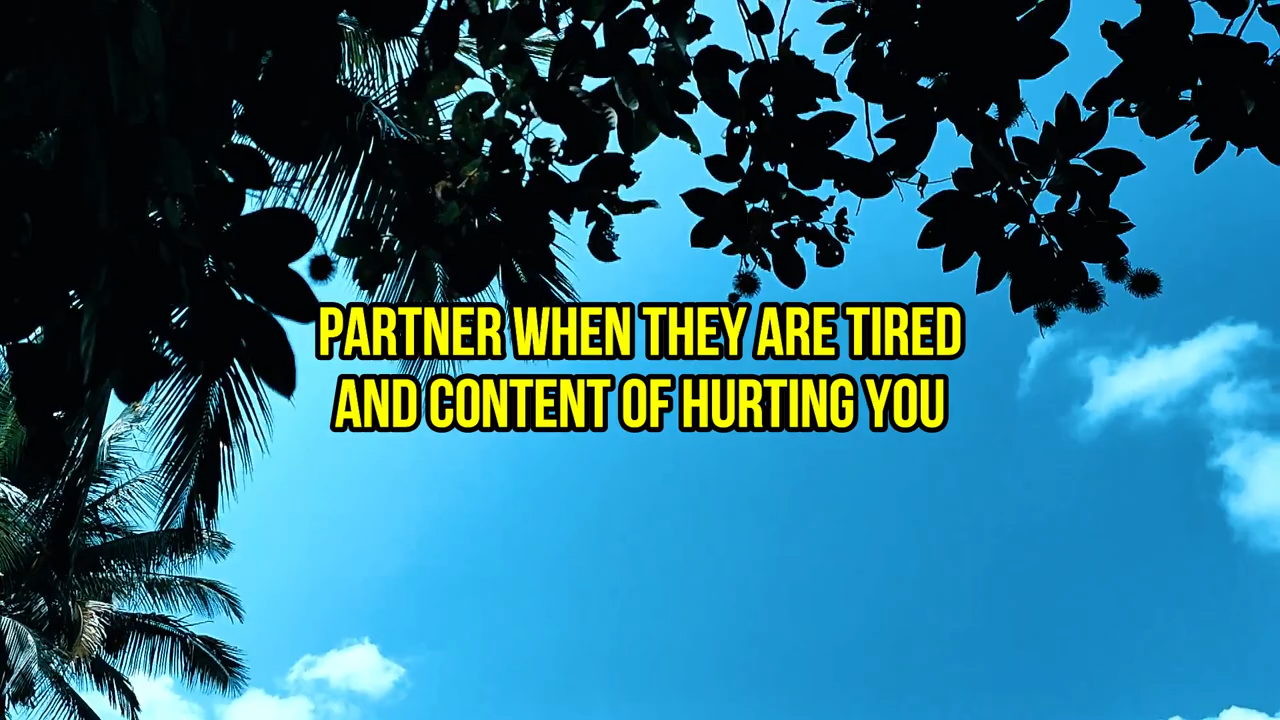 PARTNER WHEN THEY ARE TIRED
AND CONTENT OF HURTING YOU